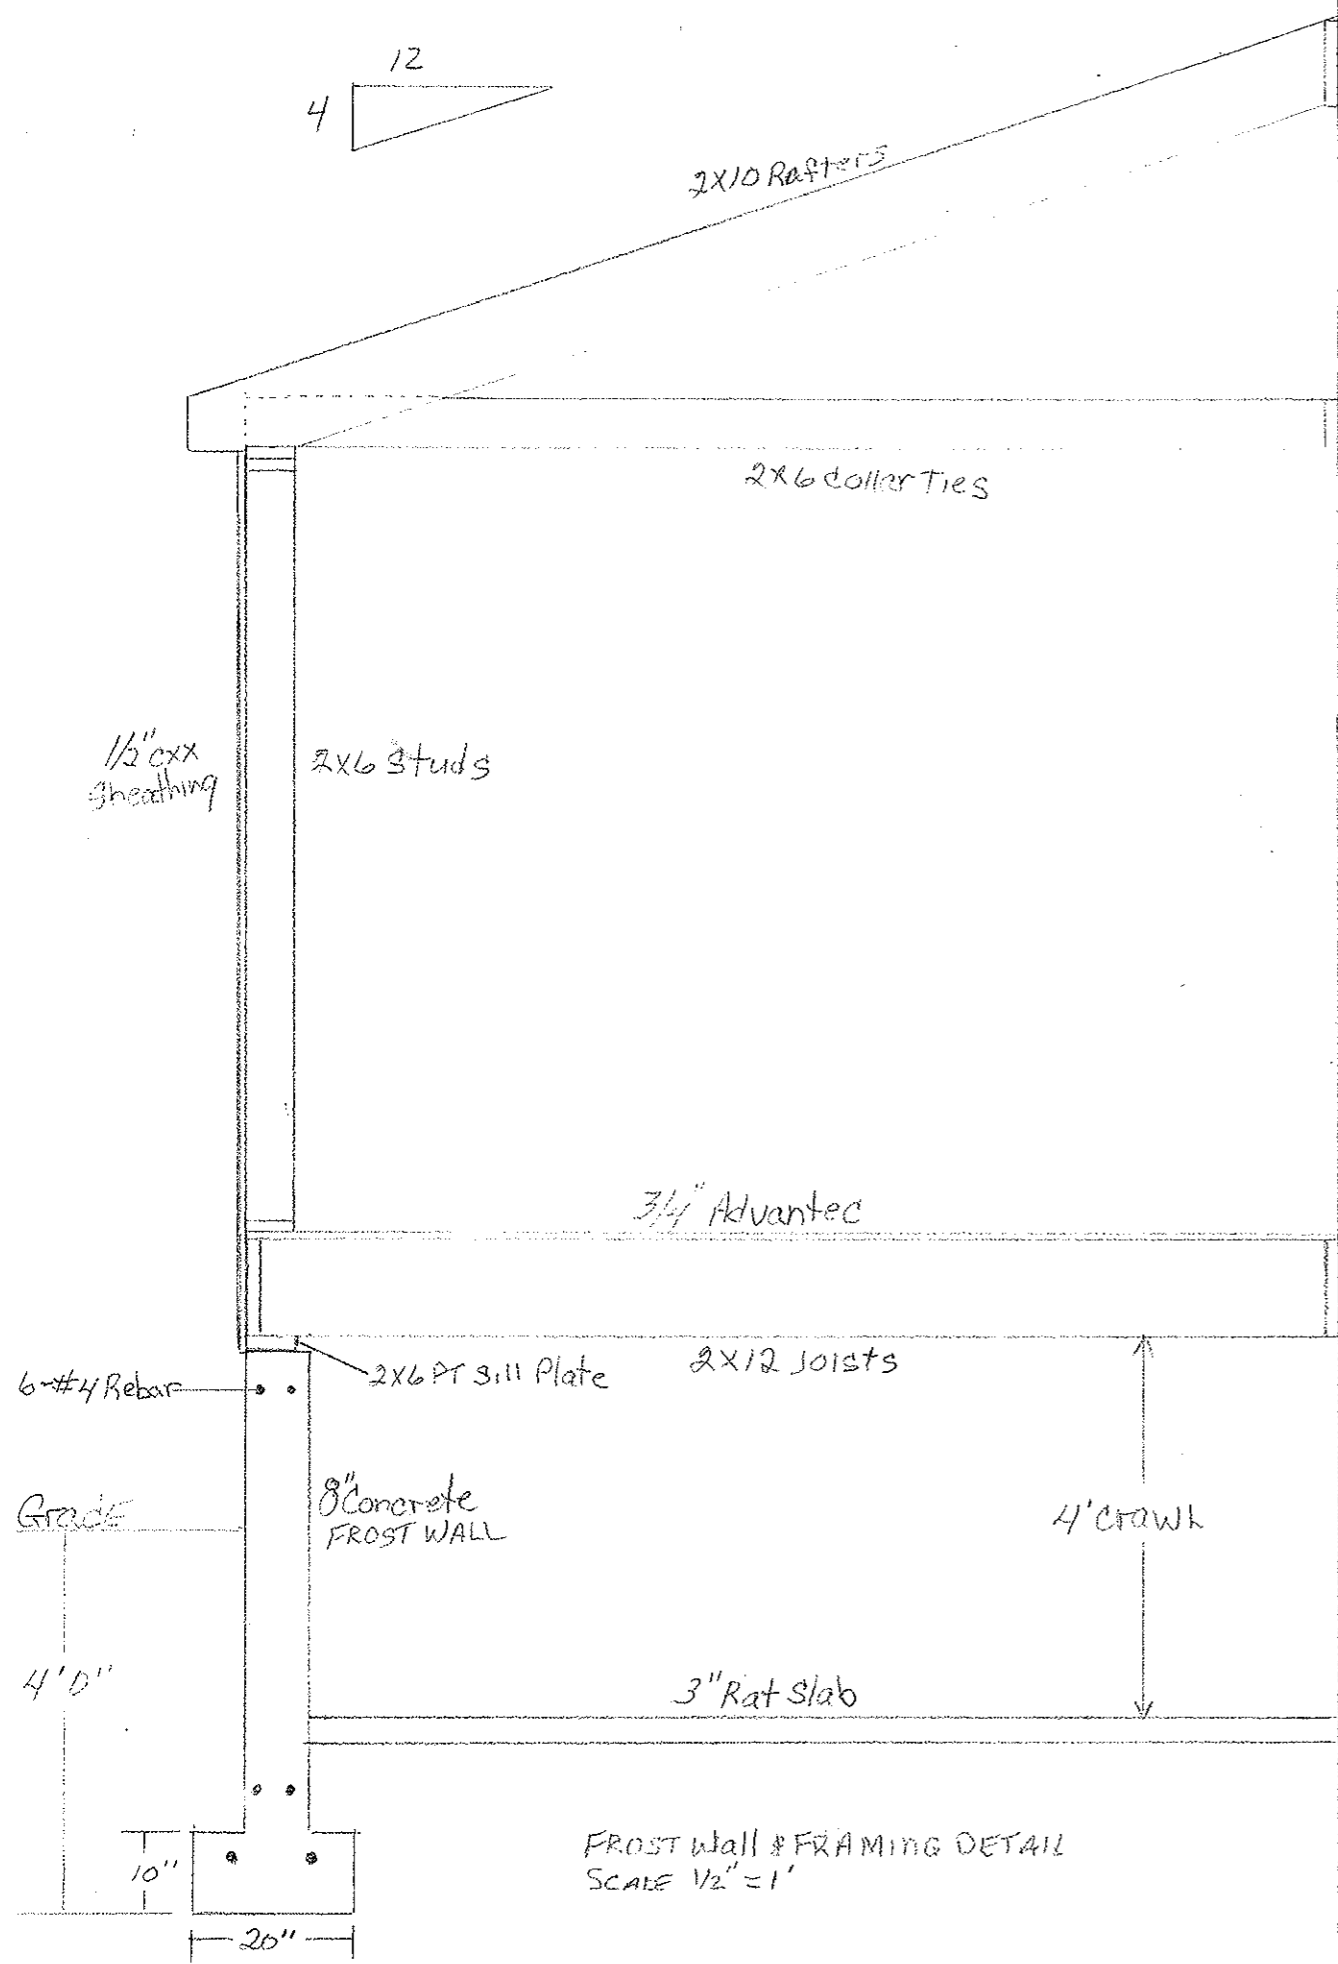 12
4
2X10 Rafters
2X6 Collar Ties
1/2" CXX
Sheathing
2X6 Studs
3/4" Advantec
2X6 PT Sill Plate
2X12 Joists
6-#4 Rebar
8" Concrete
FROST WALL
Grade
4' Crawl
4'0"
3" Rat Slab
10"
20"
FROST Wall & FRAMING DETAIL
SCALE 1/2" = 1'